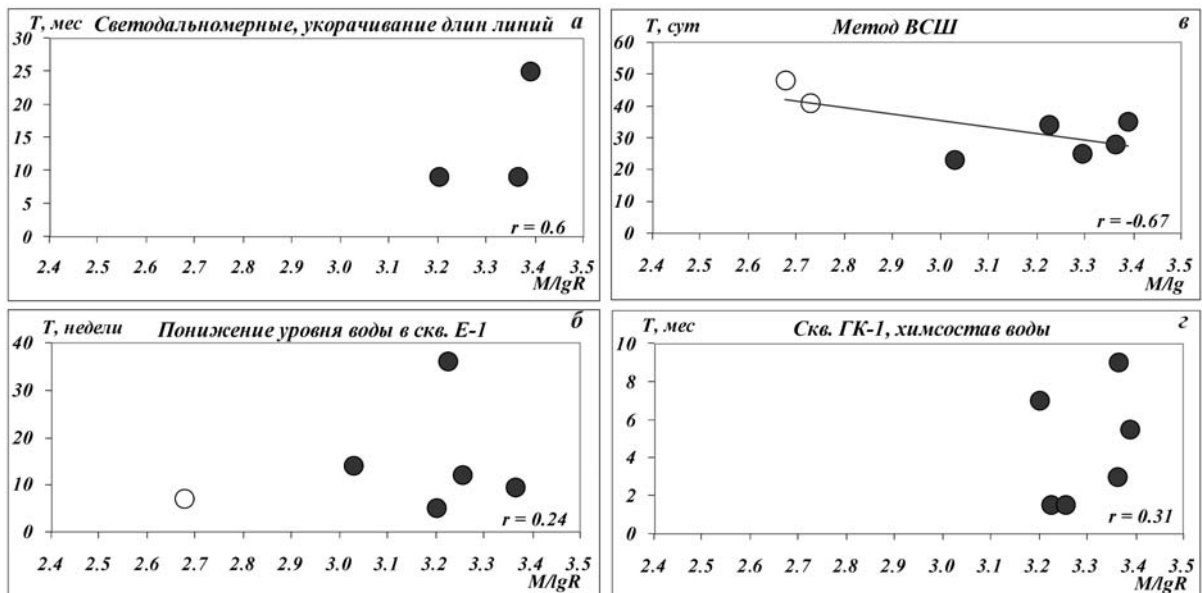 Т, мес Светодальномерные, укорачивание длин линий а
30
25
20
15
10
5
0
r = 0.6
2.4 2.5 2.6 2.7 2.8 2.9 3.0 3.1 3.2 3.3 3.4 3.5
M/lgR
Т, сут Метод ВСШ в
60
50
40
30
20
10
0
r = -0.67
2.4 2.5 2.6 2.7 2.8 2.9 3.0 3.1 3.2 3.3 3.4 3.5
M/lg
Т, недели Понижение уровня воды в скв. Е-1 б
40
30
20
10
0
r = 0.24
2.4 2.5 2.6 2.7 2.8 2.9 3.0 3.1 3.2 3.3 3.4 3.5
M/lgR
Т, мес Скв. ГК-1, химсостав воды г
10
8
6
4
2
0
r = 0.31
2.4 2.5 2.6 2.7 2.8 2.9 3.0 3.1 3.2 3.3 3.4 3.5
M/lgR